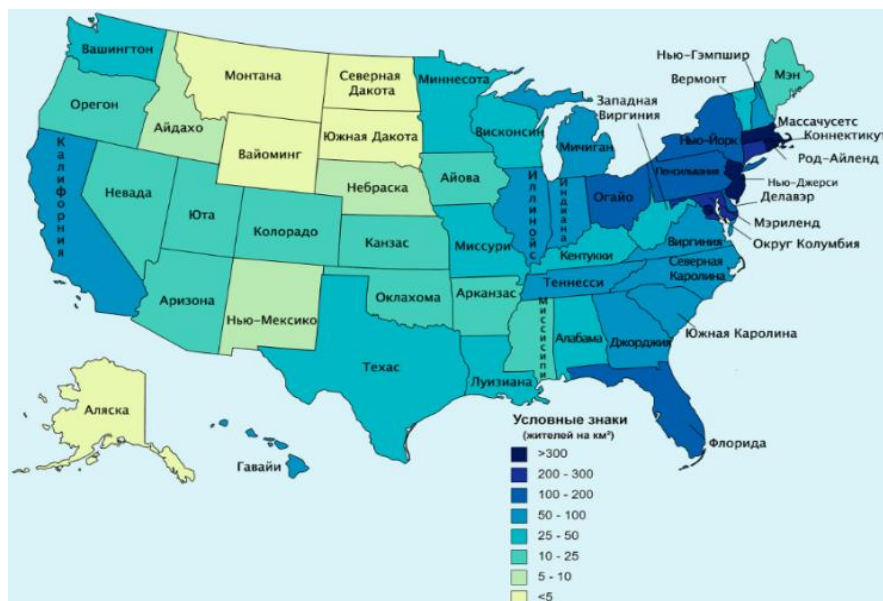 Вашингтон
Монтана
Северная
Дакота
Миннесота
Нью-Гэмпшир
Вермонт
Мэн
Орегон
Айдахо
Южная Дакота
Висконсин
Западная
Виргиния
Мичиган
Нью-Йорк
Массачусетс
Коннектикут
Род-Айленд
Вайоминг
Калифорния
Невада
Юта
Колорадо
Небраска
Айова
Иллинойс
Индиана
Огайо
Пенсильвания
Нью-Джерси
Делавэр
Мэриленд
Округ Колумбия
Канзас
Миссури
Кентукки
Виргиния
Теннесси
Северная
Каролина
Аризона
Нью-Мексико
Оклахома
Арканзас
Миссисипи
Алабама
Джорджия
Южная Каролина
Техас
Луизиана
Флорида
Аляска
Гавайи
Условные знаки
(жителей на км²)
>300
200 - 300
100 - 200
50 - 100
25 - 50
10 - 25
5 - 10
<5